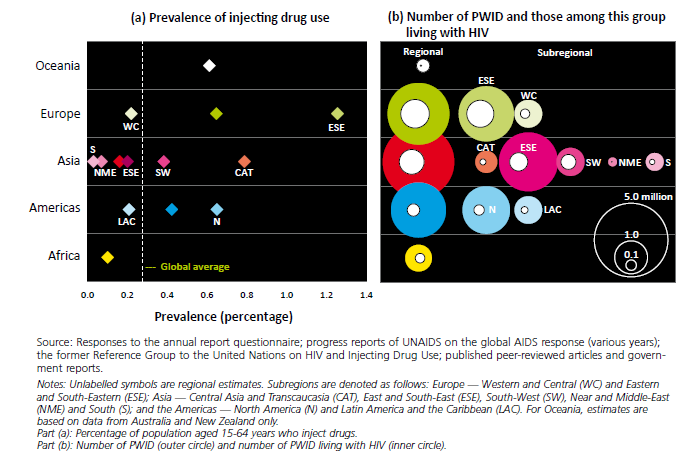 (a) Prevalence of injecting drug use
(b) Number of PWID and those among this group
living with HIV
Oceania
Europe
WC
ESE
Asia
S
NME
ESE
SW
CAT
Americas
LAC
N
Africa
Global average
0.0 0.2 0.4 0.6 0.8 1.0 1.2 1.4
Prevalence (percentage)
Regional
Subregional
ESE
WC
CAT
ESE
SW
NME
S
N
LAC
5.0 million
1.0
0.1
Source: Responses to the annual report questionnaire; progress reports of UNAIDS on the global AIDS response (various years);
the former Reference Group to the United Nations on HIV and Injecting Drug Use; published peer-reviewed articles and govern-
ment reports.
Notes: Unlabelled symbols are regional estimates. Subregions are denoted as follows: Europe — Western and Central (WC) and Eastern
and South-Eastern (ESE); Asia — Central Asia and Transcaucasia (CAT), East and South-East (ESE), South-West (SW), Near and Middle-East
(NME) and South (S); and the Americas — North America (N) and Latin America and the Caribbean (LAC). For Oceania, estimates are
based on data from Australia and New Zealand only.
Part (a): Percentage of population aged 15-64 years who inject drugs.
Part (b): Number of PWID (outer circle) and number of PWID living with HIV (inner circle).